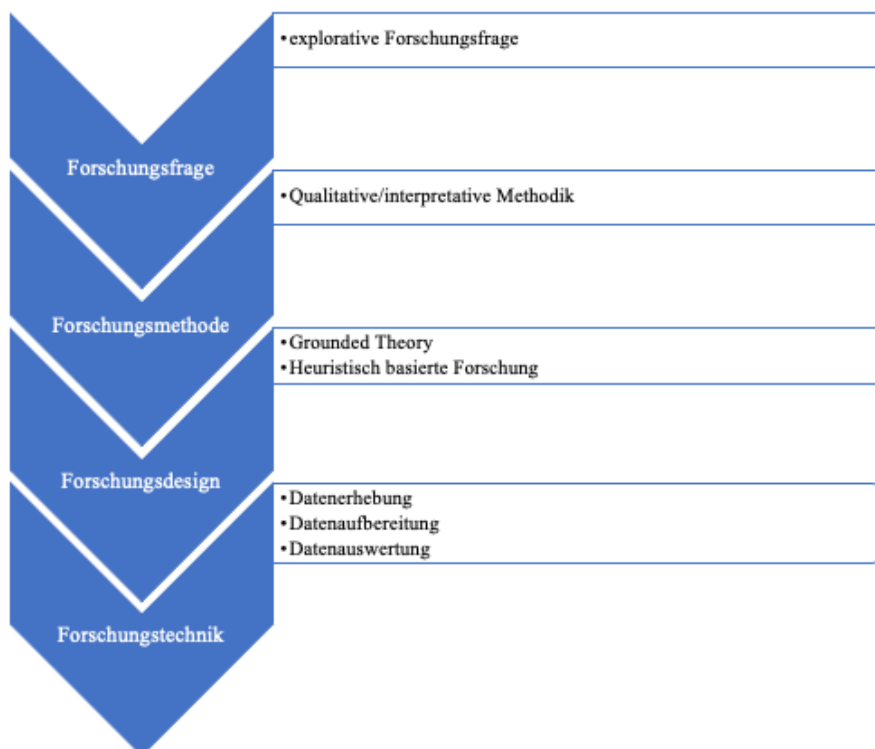 •explorative Forschungsfrage
Forschungsfrage
•Qualitative/interpretative Methodik
Forschungsmethode
•Grounded Theory
•Heuristisch basierte Forschung
Forschungsdesign
•Datenerhebung
•Datenaufbereitung
•Datenauswertung
Forschungstechnik